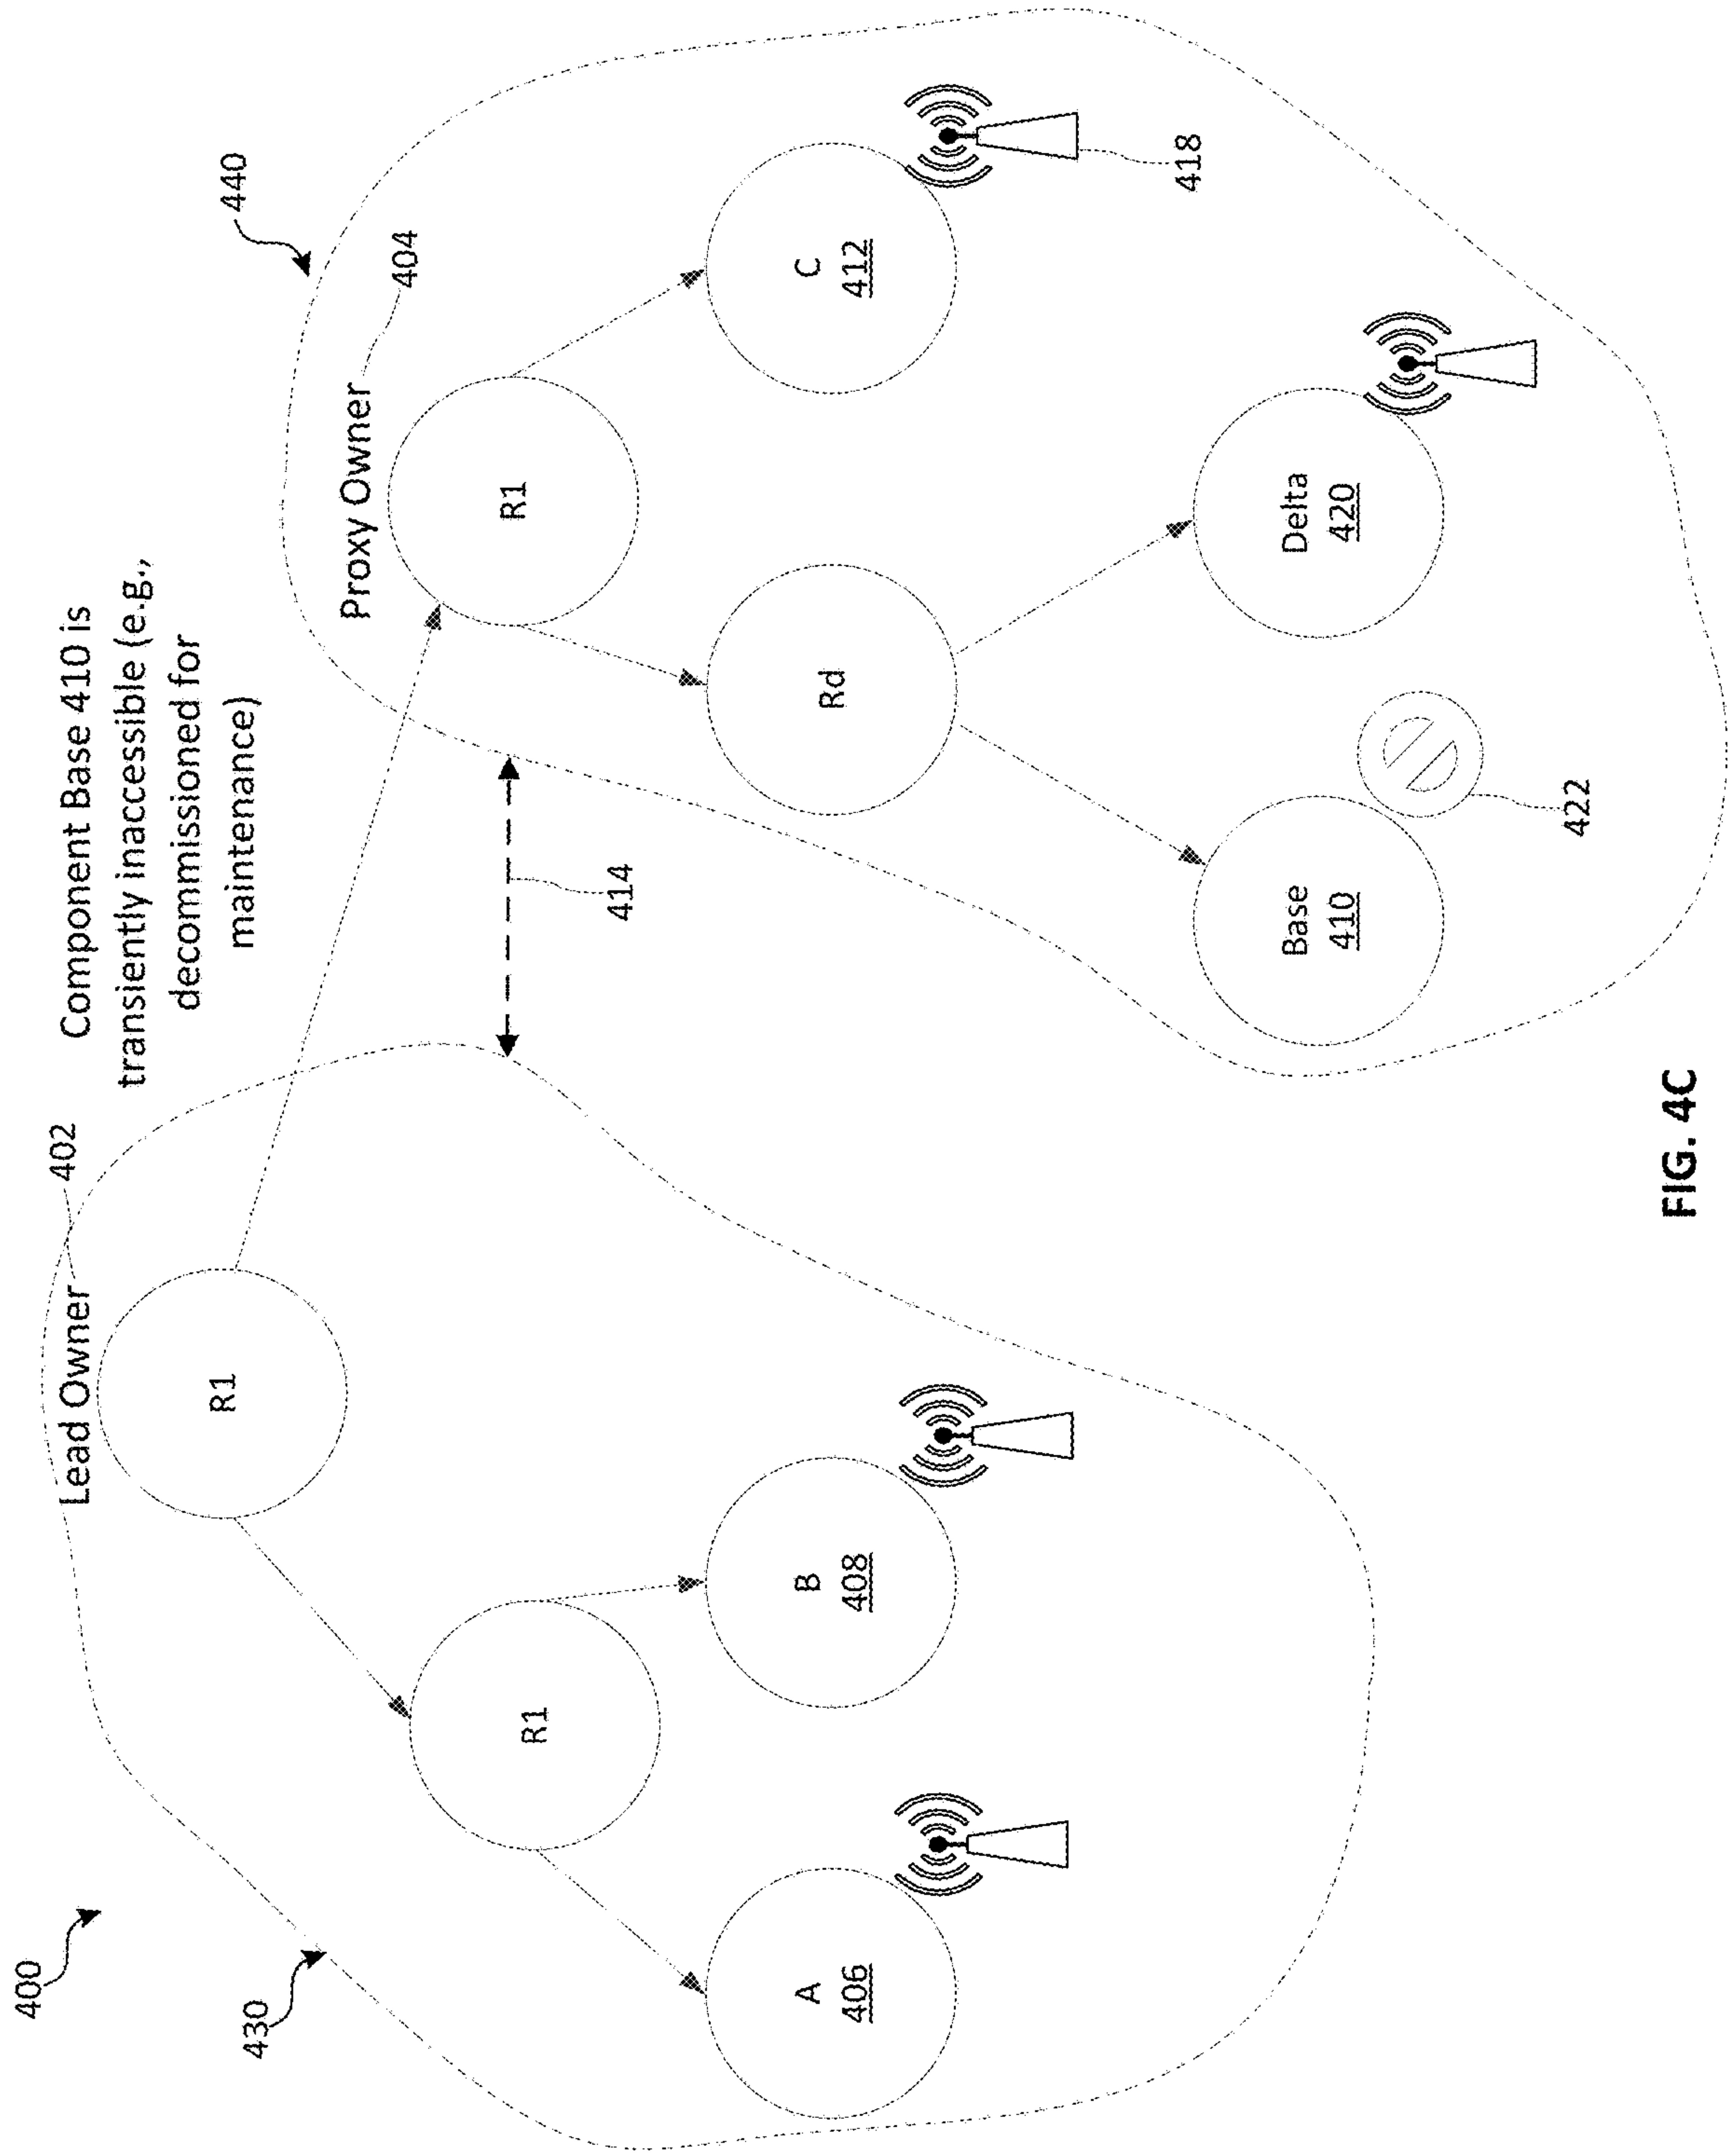 400
430
Lead Owner
402
Component Base 410 is
transiently inaccessible (e.g.,
decommissioned for
maintenance)
440
Proxy Owner
404
R1
R1
R1
414
A
406
B
408
Rd
C
412
418
Base
410
Delta
420
422
FIG. 4C